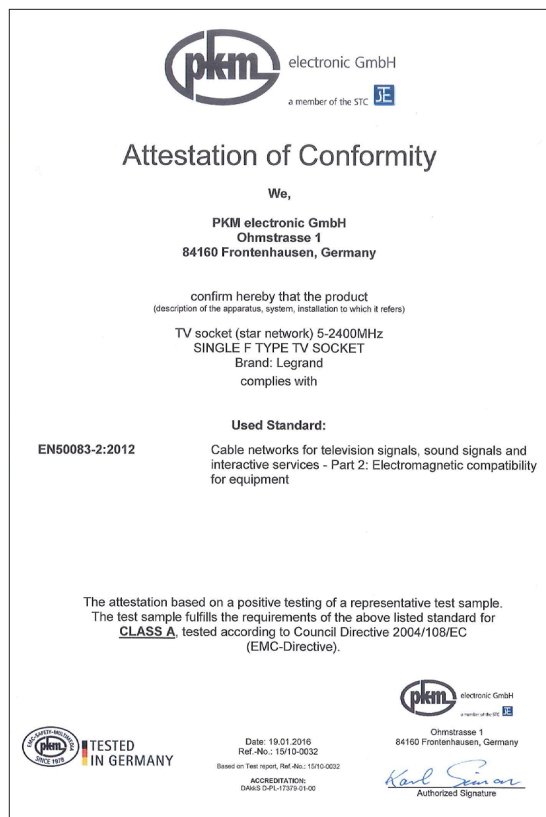 pkm
electronic GmbH
a member of the STC
Attestation of Conformity
We,
PKM electronic GmbH
Ohmstrasse 1
84160 Frontenhausen, Germany
confirm hereby that the product
(description of the apparatus, system, installation to which it refers)
TV socket (star network) 5-2400MHz
SINGLE F TYPE TV SOCKET
Brand: Legrand
complies with
Used Standard:
EN50083-2:2012
Cable networks for television signals, sound signals and
interactive services - Part 2: Electromagnetic compatibility
for equipment
The attestation based on a positive testing of a representative test sample.
The test sample fulfills the requirements of the above listed standard for
CLASS A, tested according to Council Directive 2004/108/EC
(EMC-Directive).
EMC-SAFETY-MULTIMEDIA
pkm
SINCE 1978
TESTED
IN GERMANY
Date: 19.01.2016
Ref.-No.: 15/10-0032
Based on Test report, Ref.-No.: 15/10-0032
ACCREDITATION:
DAkkS D-PL-17379-01-00
pkm
electronic GmbH
a member of the STC
Ohmstrasse 1
84160 Frontenhausen, Germany
Karl
Authorized Signature